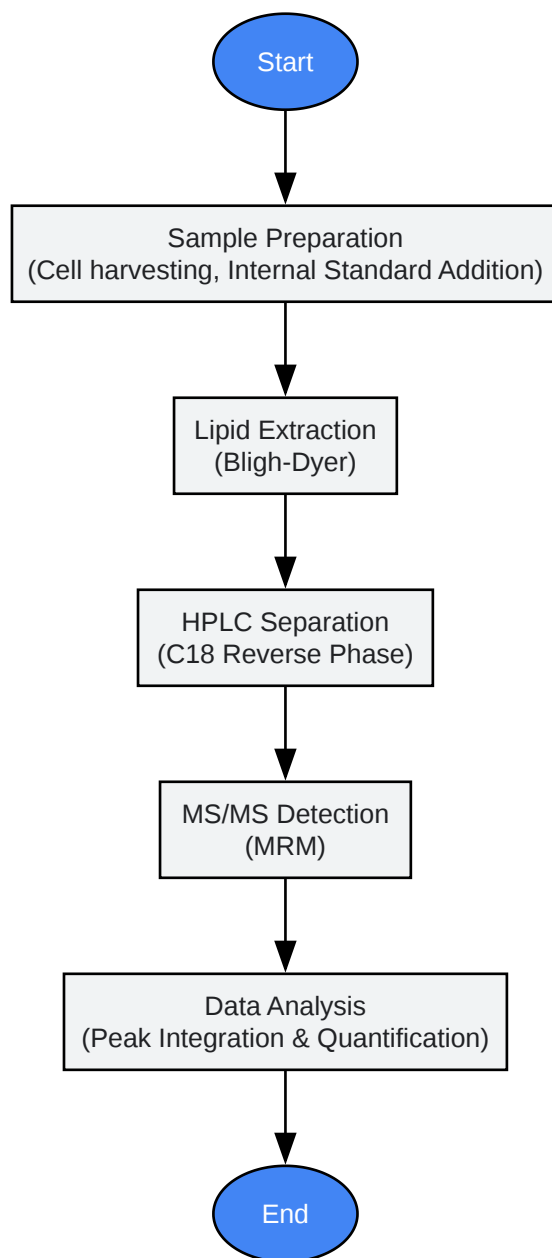 Start
Sample Preparation
(Cell harvesting, Internal Standard Addition)
Lipid Extraction
(Bligh-Dyer)
HPLC Separation
(C18 Reverse Phase)
MS/MS Detection
(MRM)
Data Analysis
(Peak Integration & Quantification)
End